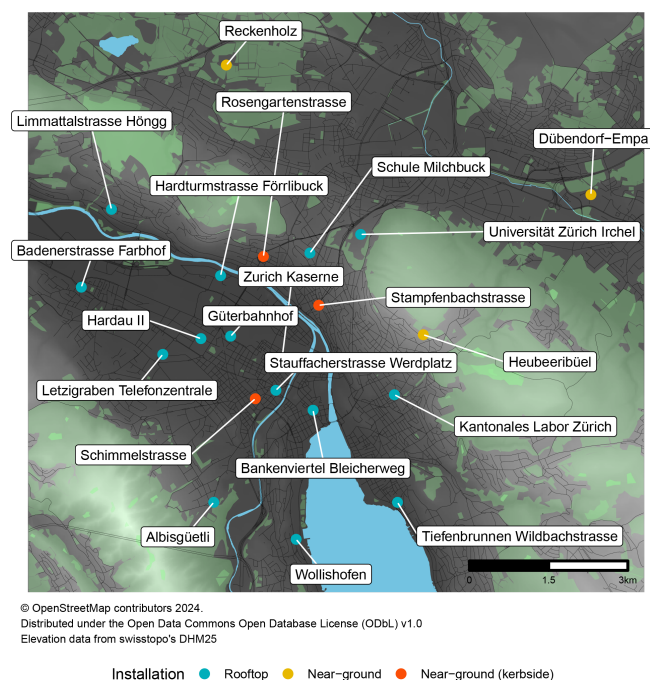 Reckenholz
Rosengartenstrasse
Limmattalstrasse Höngg
Dübendorf−Empa
Schule Milchbuck
Hardturmstrasse Förrlibuck
Universität Zürich Irchel
Badenerstrasse Farbhof
Zurich Kaserne
Stampfenbachstrasse
Hardau II
Güterbahnhof
Stauffacherstrasse Werdplatz
Heubeeribüel
Letzigraben Telefonzentrale
Kantonales Labor Zürich
Schimmelstrasse
Bankenviertel Bleicherweg
Albisgüetli
Tiefenbrunnen Wildbachstrasse
Wollishofen
0 1.5 3km
© OpenStreetMap contributors 2024.
Distributed under the Open Data Commons Open Database License (ODbL) v1.0
Elevation data from swisstopo's DHM25
Installation Rooftop Near−ground Near−ground (kerbside)